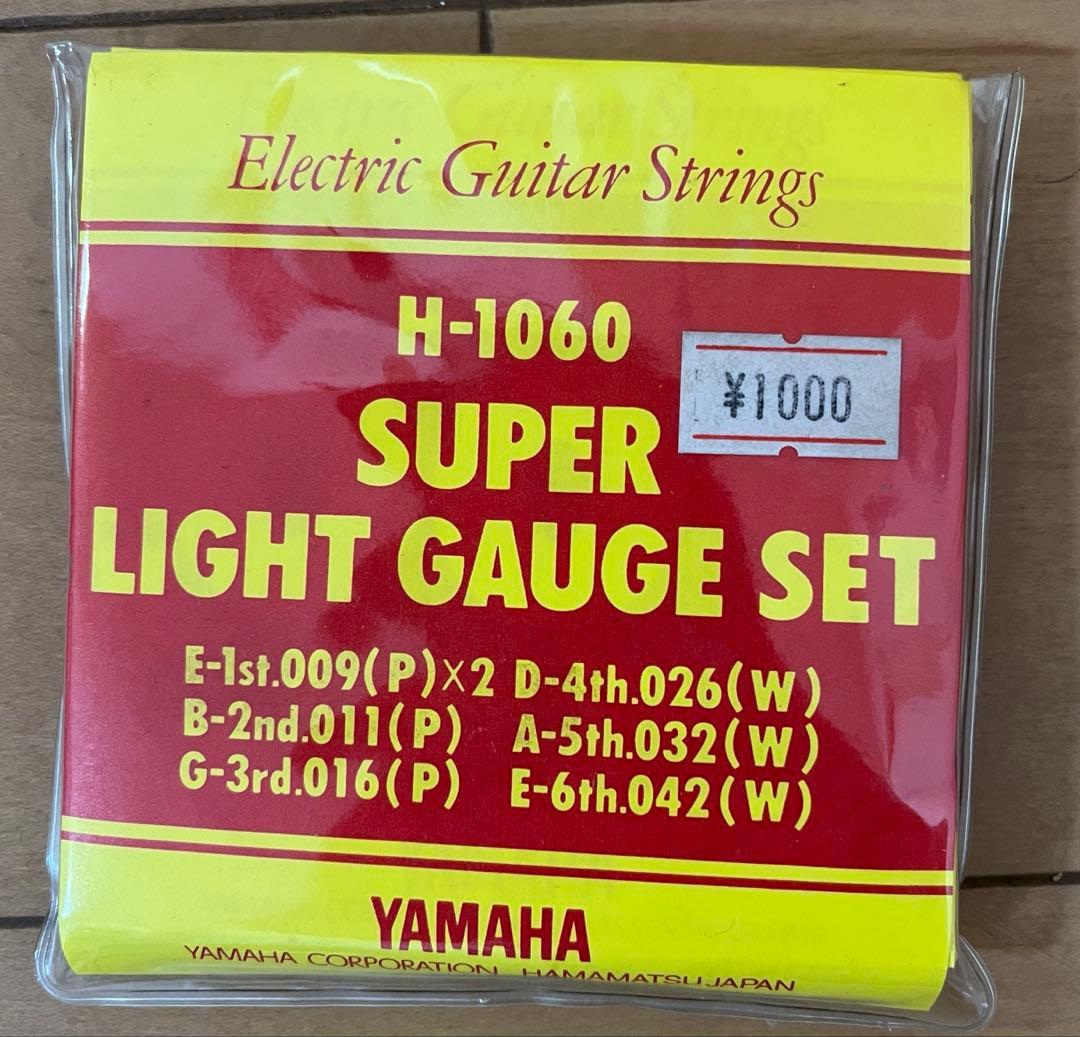 Electric Guitar Strings
H-1060
¥1000
SUPER
LIGHT GAUGE SET
E-1st.009(P)×2 D-4th.026(W)
B-2nd.011(P) A-5th.032(W)
G-3rd.016(P) E-6th.042(W)
YAMAHA
YAMAHA CORPORATION HAMAMATSU JAPAN